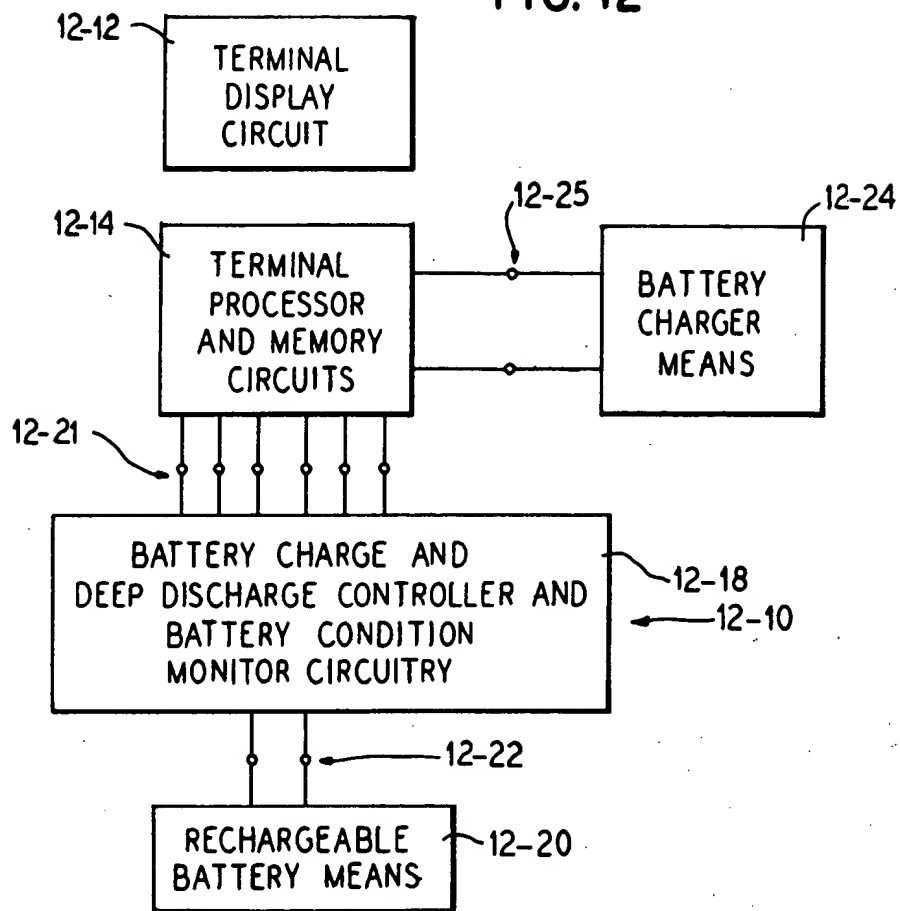 FIG. 12
12-12
TERMINAL
DISPLAY
CIRCUIT
12-14
TERMINAL
PROCESSOR
AND MEMORY
CIRCUITS
12-25
12-24
BATTERY
CHARGER
MEANS
12-21
BATTERY CHARGE AND
DEEP DISCHARGE CONTROLLER AND
BATTERY CONDITION
MONITOR CIRCUITRY
12-18
12-10
12-22
RECHARGEABLE
BATTERY MEANS
12-20